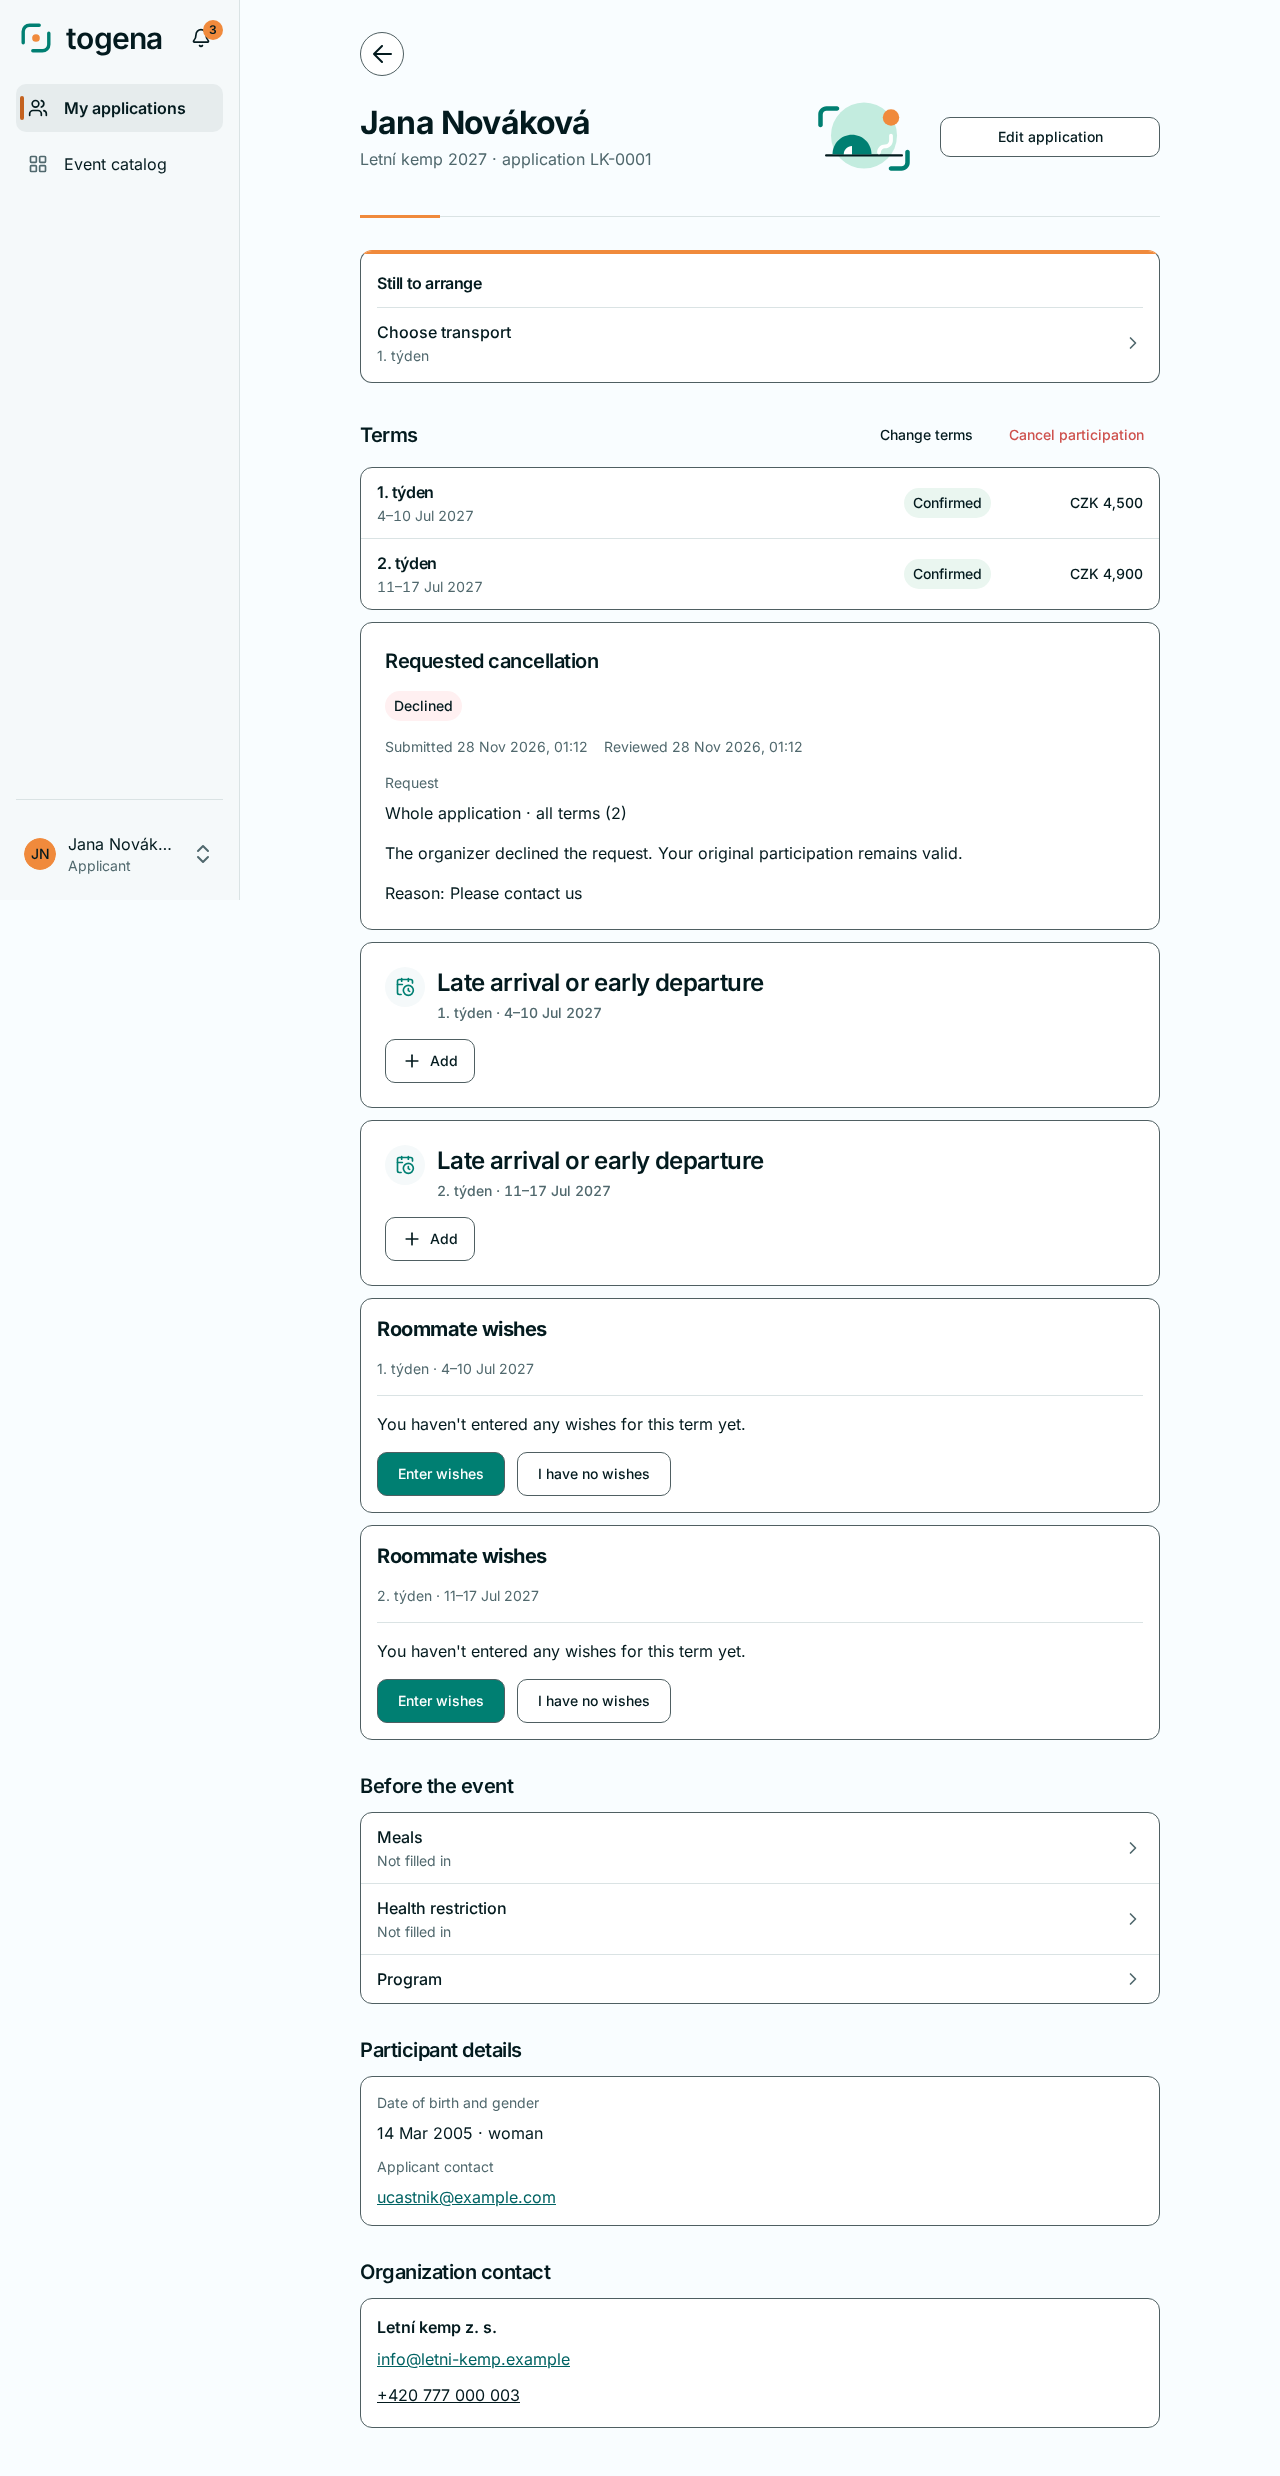 togena
3
My applications
Event catalog
Jana Novák...
JN
Applicant
Jana Nováková
Letní kemp 2027 · application LK-0001
Edit application
Still to arrange
Choose transport
1. týden
Terms
Change terms
Cancel participation
1. týden
4–10 Jul 2027
Confirmed
CZK 4,500
2. týden
11–17 Jul 2027
Confirmed
CZK 4,900
Requested cancellation
Declined
Submitted 28 Nov 2026, 01:12
Reviewed 28 Nov 2026, 01:12
Request
Whole application · all terms (2)
The organizer declined the request. Your original participation remains valid.
Reason: Please contact us
Late arrival or early departure
1. týden · 4–10 Jul 2027
Add
Late arrival or early departure
2. týden · 11–17 Jul 2027
Add
Roommate wishes
1. týden · 4–10 Jul 2027
You haven't entered any wishes for this term yet.
Enter wishes
I have no wishes
Roommate wishes
2. týden · 11–17 Jul 2027
You haven't entered any wishes for this term yet.
Enter wishes
I have no wishes
Before the event
Meals
Not filled in
Health restriction
Not filled in
Program
Participant details
Date of birth and gender
14 Mar 2005 · woman
Applicant contact
ucastnik@example.com
Organization contact
Letní kemp z. s.
info@letni-kemp.example
+420 777 000 003